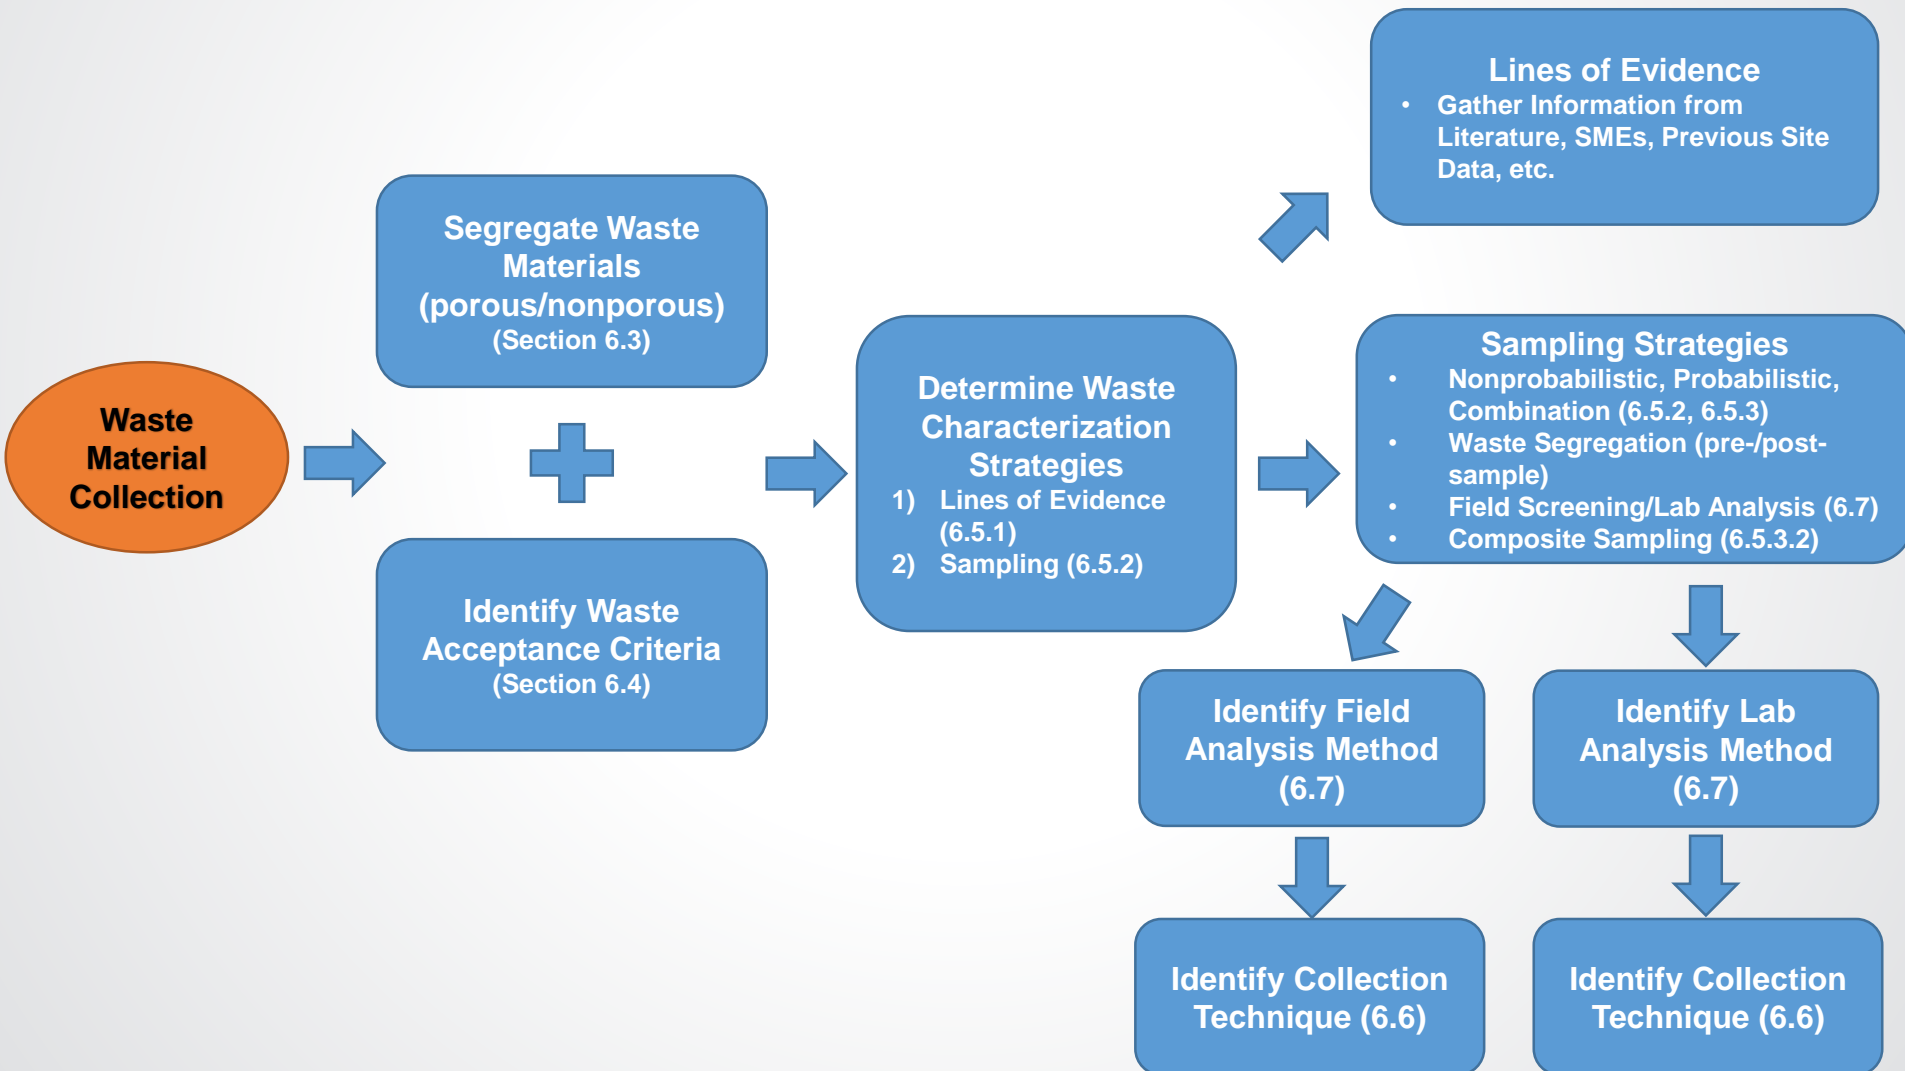 Waste
Material
Collection
Segregate Waste
Materials
(porous/nonporous)
(Section 6.3)
Identify Waste
Acceptance Criteria
(Section 6.4)
Determine Waste
Characterization
Strategies
1) Lines of Evidence
(6.5.1)
2) Sampling (6.5.2)
Lines of Evidence
• Gather Information from
Literature, SMEs, Previous Site
Data, etc.
Sampling Strategies
• Nonprobabilistic, Probabilistic,
Combination (6.5.2, 6.5.3)
• Waste Segregation (pre-/post-
sample)
• Field Screening/Lab Analysis (6.7)
• Composite Sampling (6.5.3.2)
Identify Field
Analysis Method
(6.7)
Identify Collection
Technique (6.6)
Identify Lab
Analysis Method
(6.7)
Identify Collection
Technique (6.6)